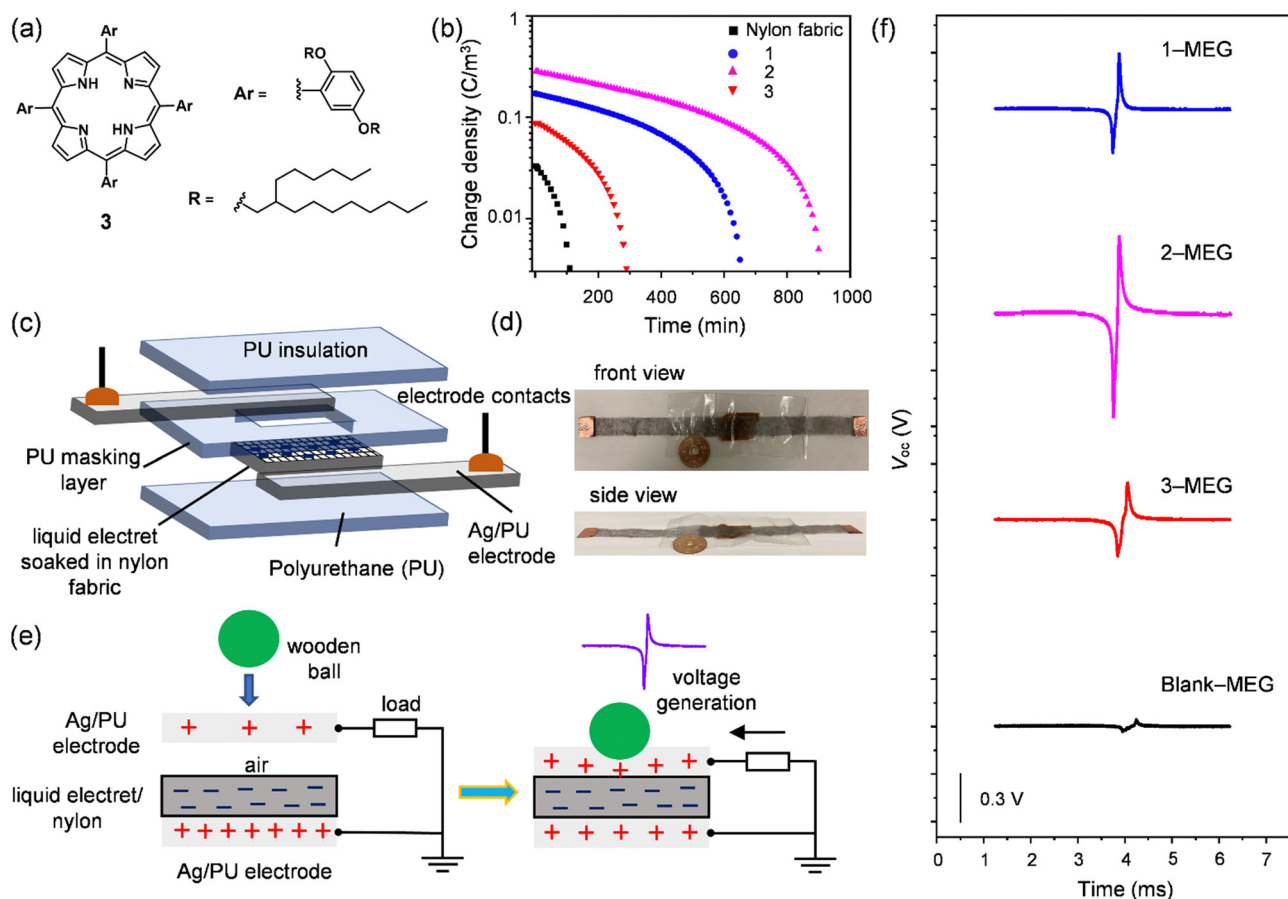 (a)
Ar
Ar
Ar
Ar
NH
N
N
HN
3
Ar =
RO
OR
R =
(b)
Charge density (C/m³)
1
0.1
0.01
200
400
600
800
1000
Time (min)
Nylon fabric
1
2
3
(c)
PU insulation
electrode contacts
PU masking
layer
liquid electret
soaked in nylon
fabric
Polyurethane (PU)
Ag/PU
electrode
(d)
front view
side view
(e)
wooden
ball
Ag/PU
electrode
load
air
liquid electret/
nylon
Ag/PU electrode
voltage
generation
(f)
Voc (V)
1–MEG
2–MEG
3–MEG
Blank–MEG
0.3 V
0
1
2
3
4
5
6
7
Time (ms)